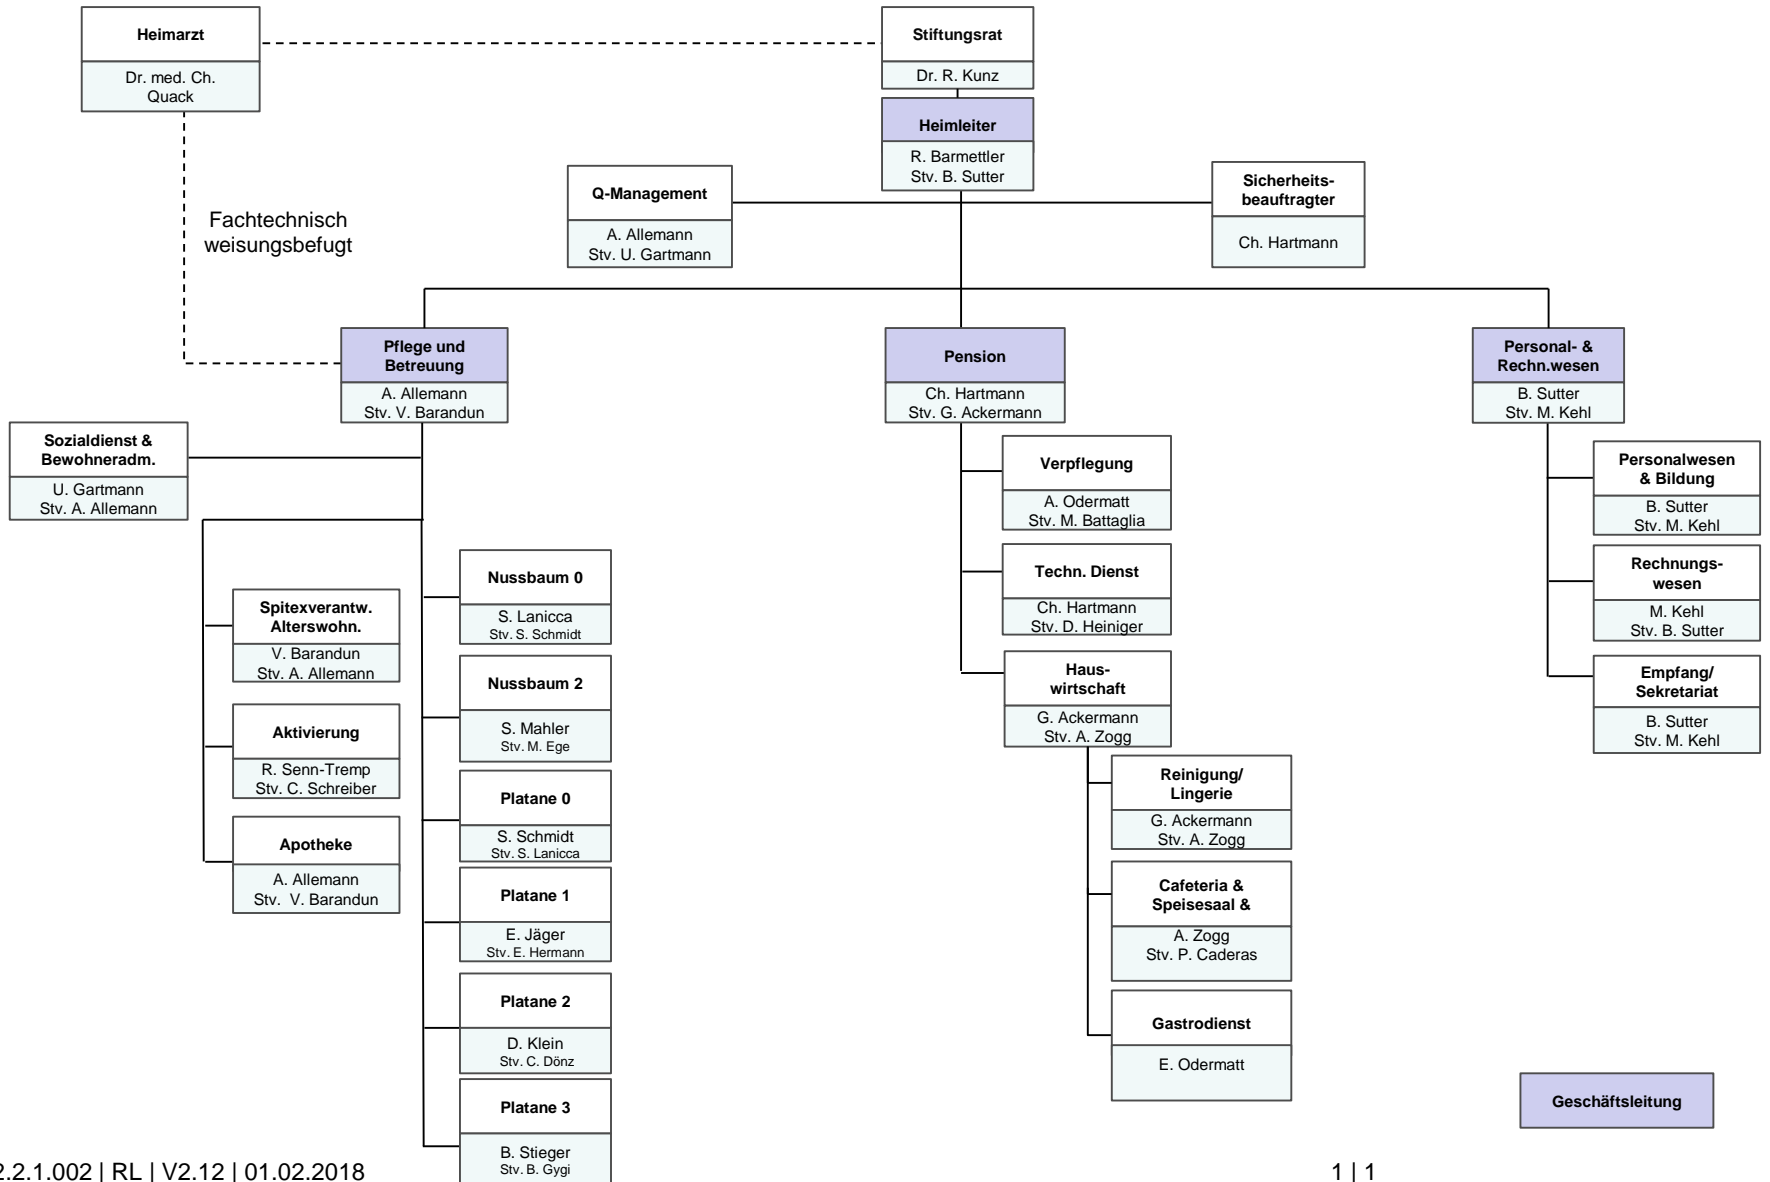 Heimarzt
Dr. med. Ch.
Quack
Stiftungsrat
Dr. R. Kunz
Heimleiter
R. Barmettler
Stv. B. Sutter
Q-Management
A. Allemann
Stv. U. Gartmann
Sicherheits-
beauftragter
Ch. Hartmann
Fachtechnisch
weisungsbefugt
Pflege und
Betreuung
A. Allemann
Stv. V. Barandun
Pension
Ch. Hartmann
Stv. G. Ackermann
Personal- &
Rechn.wesen
B. Sutter
Stv. M. Kehl
Sozialdienst &
Bewohneradm.
U. Gartmann
Stv. A. Allemann
Spitexverantw.
Alterswohn.
V. Barandun
Stv. A. Allemann
Aktivierung
R. Senn-Tremp
Stv. C. Schreiber
Apotheke
A. Allemann
Stv. V. Barandun
Nussbaum 0
S. Lanicca
Stv. S. Schmidt
Nussbaum 2
S. Mahler
Stv. M. Ege
Platane 0
S. Schmidt
Stv. S. Lanicca
Platane 1
E. Jäger
Stv. E. Hermann
Platane 2
D. Klein
Stv. C. Dönz
Platane 3
B. Stieger
Stv. B. Gygi
Verpflegung
A. Odermatt
Stv. M. Battaglia
Techn. Dienst
Ch. Hartmann
Stv. D. Heiniger
Haus-
wirtschaft
G. Ackermann
Stv. A. Zogg
Reinigung/
Lingerie
G. Ackermann
Stv. A. Zogg
Cafeteria &
Speisesaal &
A. Zogg
Stv. P. Caderas
Gastrodienst
E. Odermatt
Personalwesen
& Bildung
B. Sutter
Stv. M. Kehl
Rechnungs-
wesen
M. Kehl
Stv. B. Sutter
Empfang/
Sekretariat
B. Sutter
Stv. M. Kehl
Geschäftsleitung
2.2.1.002 | RL | V2.12 | 01.02.2018
1 | 1